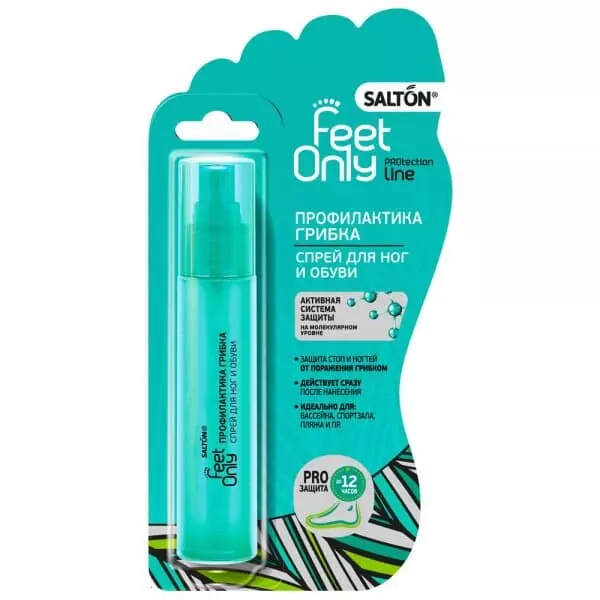 SALTON®
feet
Only
PROtection
line
ПРОФИЛАКТИКА
ГРИБКА
СПРЕЙ ДЛЯ НОГ
И ОБУВИ
АКТИВНАЯ
СИСТЕМА
ЗАЩИТЫ
НА МОЛЕКУЛЯРНОМ
УРОВНЕ
• ЗАЩИТА СТОП И НОГТЕЙ
ОТ ПОРАЖЕНИЯ ГРИБКОМ
• ДЕЙСТВУЕТ СРАЗУ
ПОСЛЕ НАНЕСЕНИЯ
• ИДЕАЛЬНО ДЛЯ:
БАССЕЙНА, СПОРТЗАЛА,
ПЛЯЖА И ПР.
PRO
ЗАЩИТА
ДО 12
ЧАСОВ
SALTON®
feet
Only
ПРОФИЛАКТИКА ГРИБКА
СПРЕЙ ДЛЯ НОГ И ОБУВИ